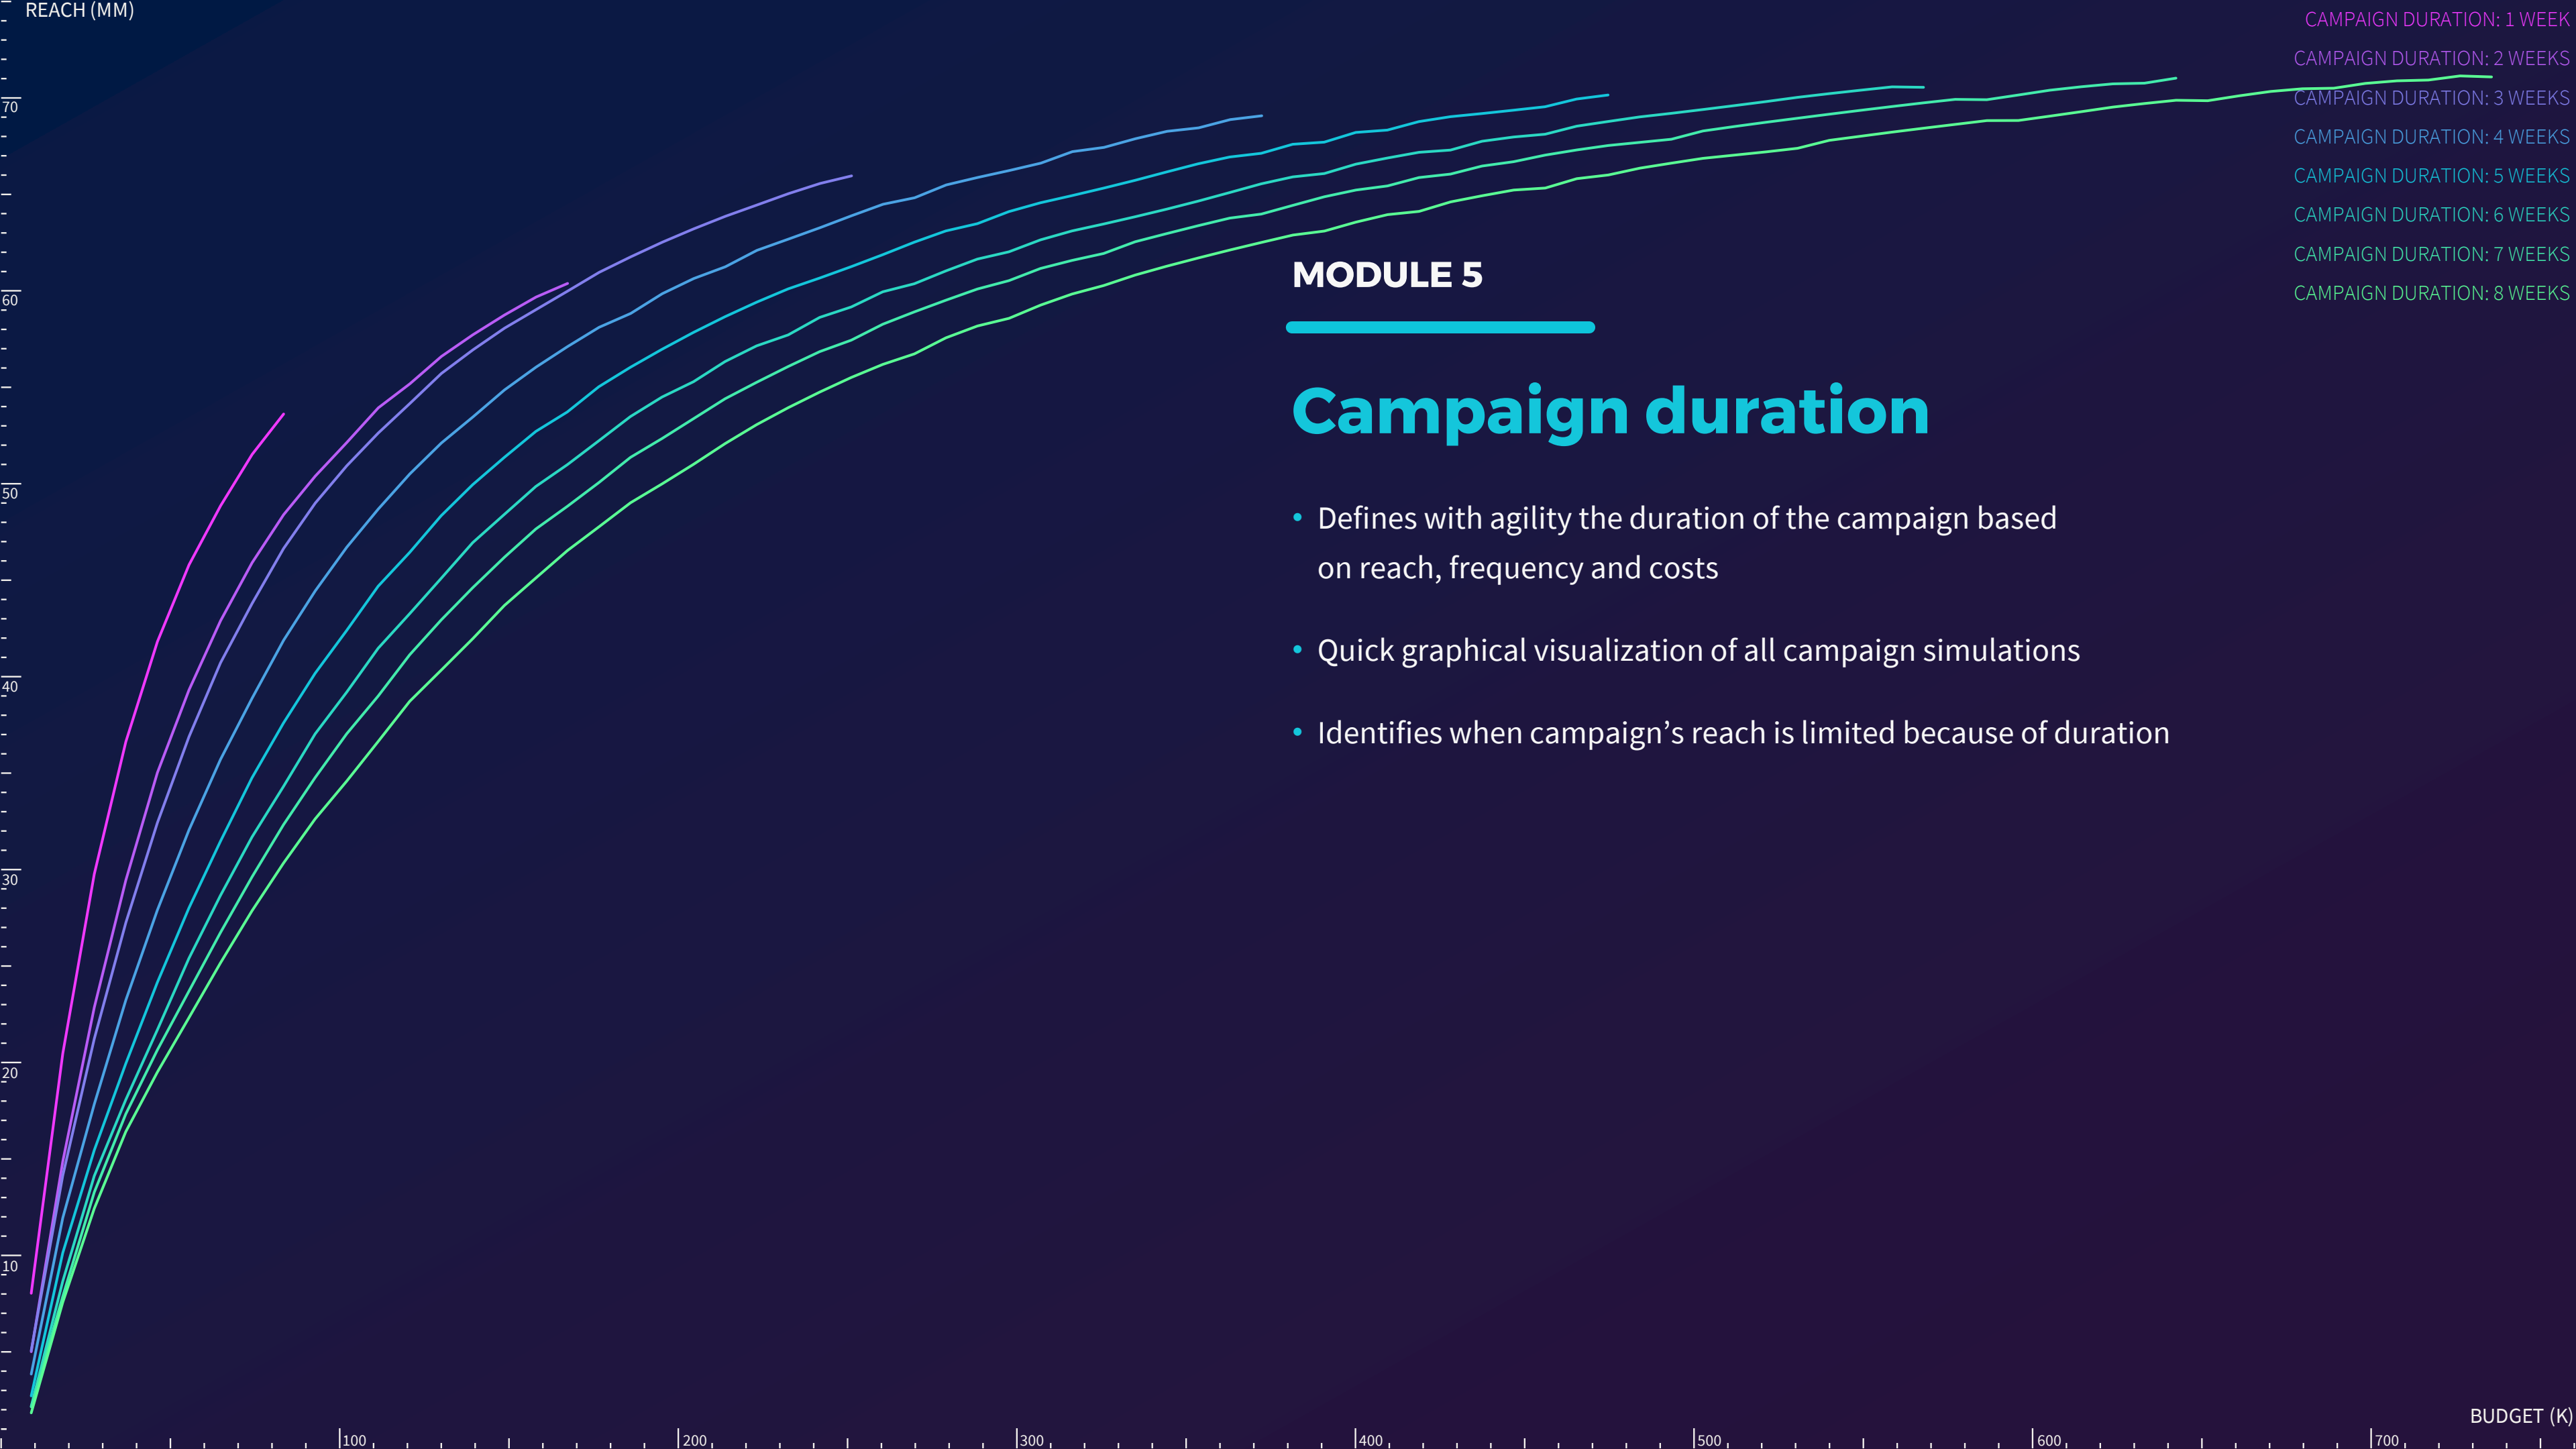 REACH (MM)
CAMPAIGN DURATION: 1 WEEK
CAMPAIGN DURATION: 2 WEEKS
CAMPAIGN DURATION: 3 WEEKS
CAMPAIGN DURATION: 4 WEEKS
CAMPAIGN DURATION: 5 WEEKS
CAMPAIGN DURATION: 6 WEEKS
CAMPAIGN DURATION: 7 WEEKS
CAMPAIGN DURATION: 8 WEEKS
70
60
50
40
30
20
10
MODULE 5
Campaign duration
• Defines with agility the duration of the campaign based
on reach, frequency and costs
• Quick graphical visualization of all campaign simulations
• Identifies when campaign’s reach is limited because of duration
BUDGET (K)
100 200 300 400 500 600 700